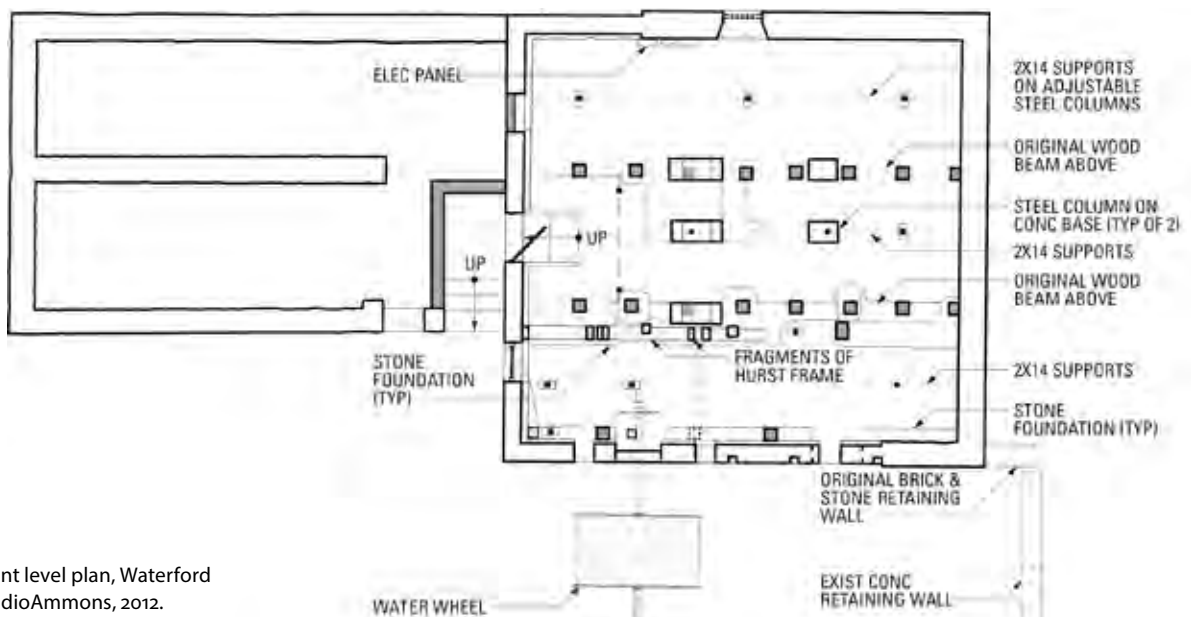 ELEC PANEL
2X14 SUPPORTS
ON ADJUSTABLE
STEEL COLUMNS
ORIGINAL WOOD
BEAM ABOVE
STEEL COLUMN ON
CONC BASE (TYP OF 2)
UP
UP
2X14 SUPPORTS
ORIGINAL WOOD
BEAM ABOVE
STONE
FOUNDATION
(TYP)
FRAGMENTS OF
HURST FRAME
2X14 SUPPORTS
STONE
FOUNDATION (TYP)
ORIGINAL BRICK &
STONE RETAINING
WALL
EXIST CONC
RETAINING WALL
WATER WHEEL
nt level plan, Waterford
dioAmmons, 2012.